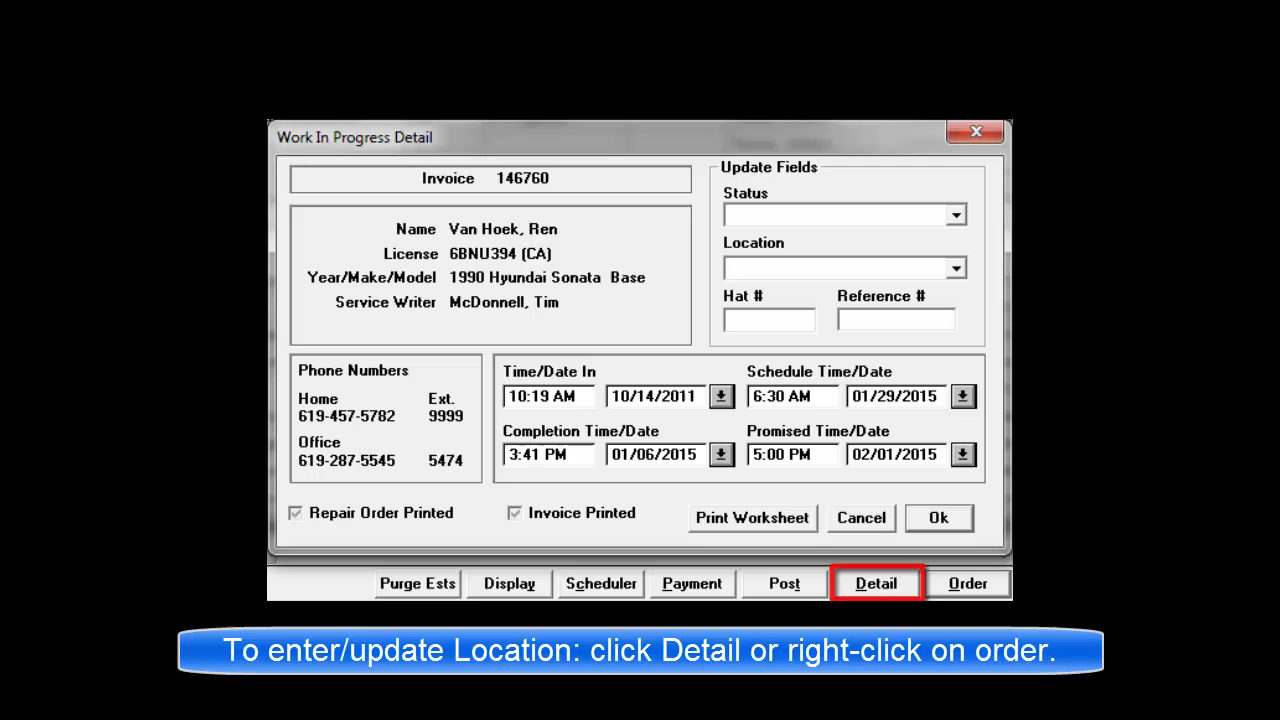 Work In Progress Detail
Invoice 146760
Name Van Hoek, Ren
License 6BNU394 (CA)
Year/Make/Model 1990 Hyundai Sonata Base
Service Writer McDonnell, Tim
Update Fields
Status
Location
Hat # Reference #
Phone Numbers
Home Ext.
619-457-5782 9999
Office
619-287-5545 5474
Time/Date In Schedule Time/Date
10:19 AM 10/14/2011 6:30 AM 01/29/2015
Completion Time/Date Promised Time/Date
3:41 PM 01/06/2015 5:00 PM 02/01/2015
Repair Order Printed Invoice Printed Print Worksheet Cancel Ok
Purge Ests Display Scheduler Payment Post Detail Order
To enter/update Location: click Detail or right-click on order.